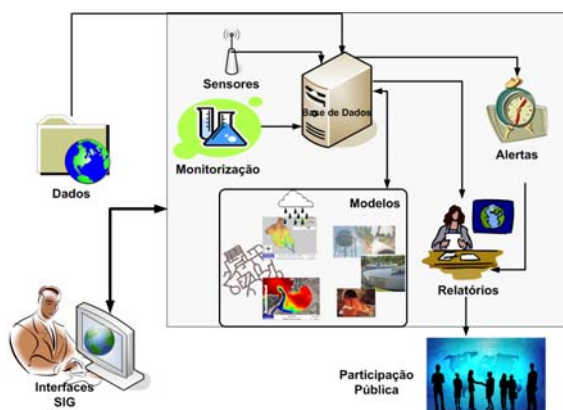 Sensores
Base de Dados
Monitorização
Alertas
Dados
Modelos
Relatórios
Interfaces
SIG
Participação
Pública